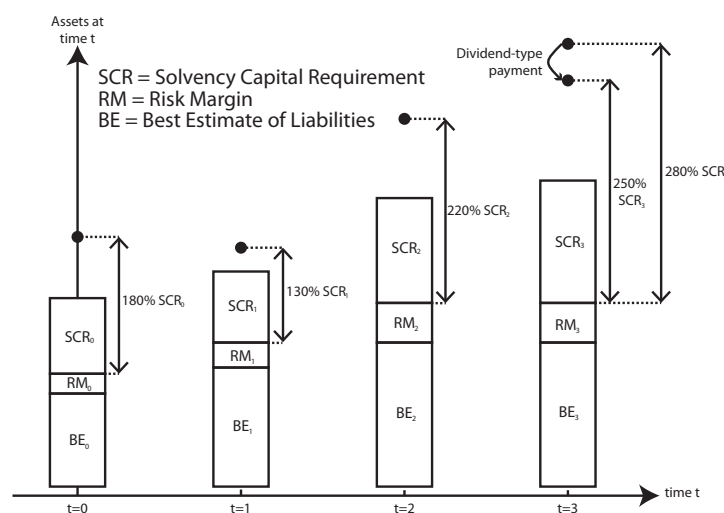 Assets at
time t
SCR = Solvency Capital Requirement
RM = Risk Margin
BE = Best Estimate of Liabilities
Dividend-type
payment
280% SCR
250%
SCR₃
220% SCR₂
180% SCR₀
130% SCR₁
SCR₀
RM₀
BE₀
SCR₁
RM₁
BE₁
SCR₂
RM₂
BE₂
SCR₃
RM₃
BE₃
t=0
t=1
t=2
t=3
time t